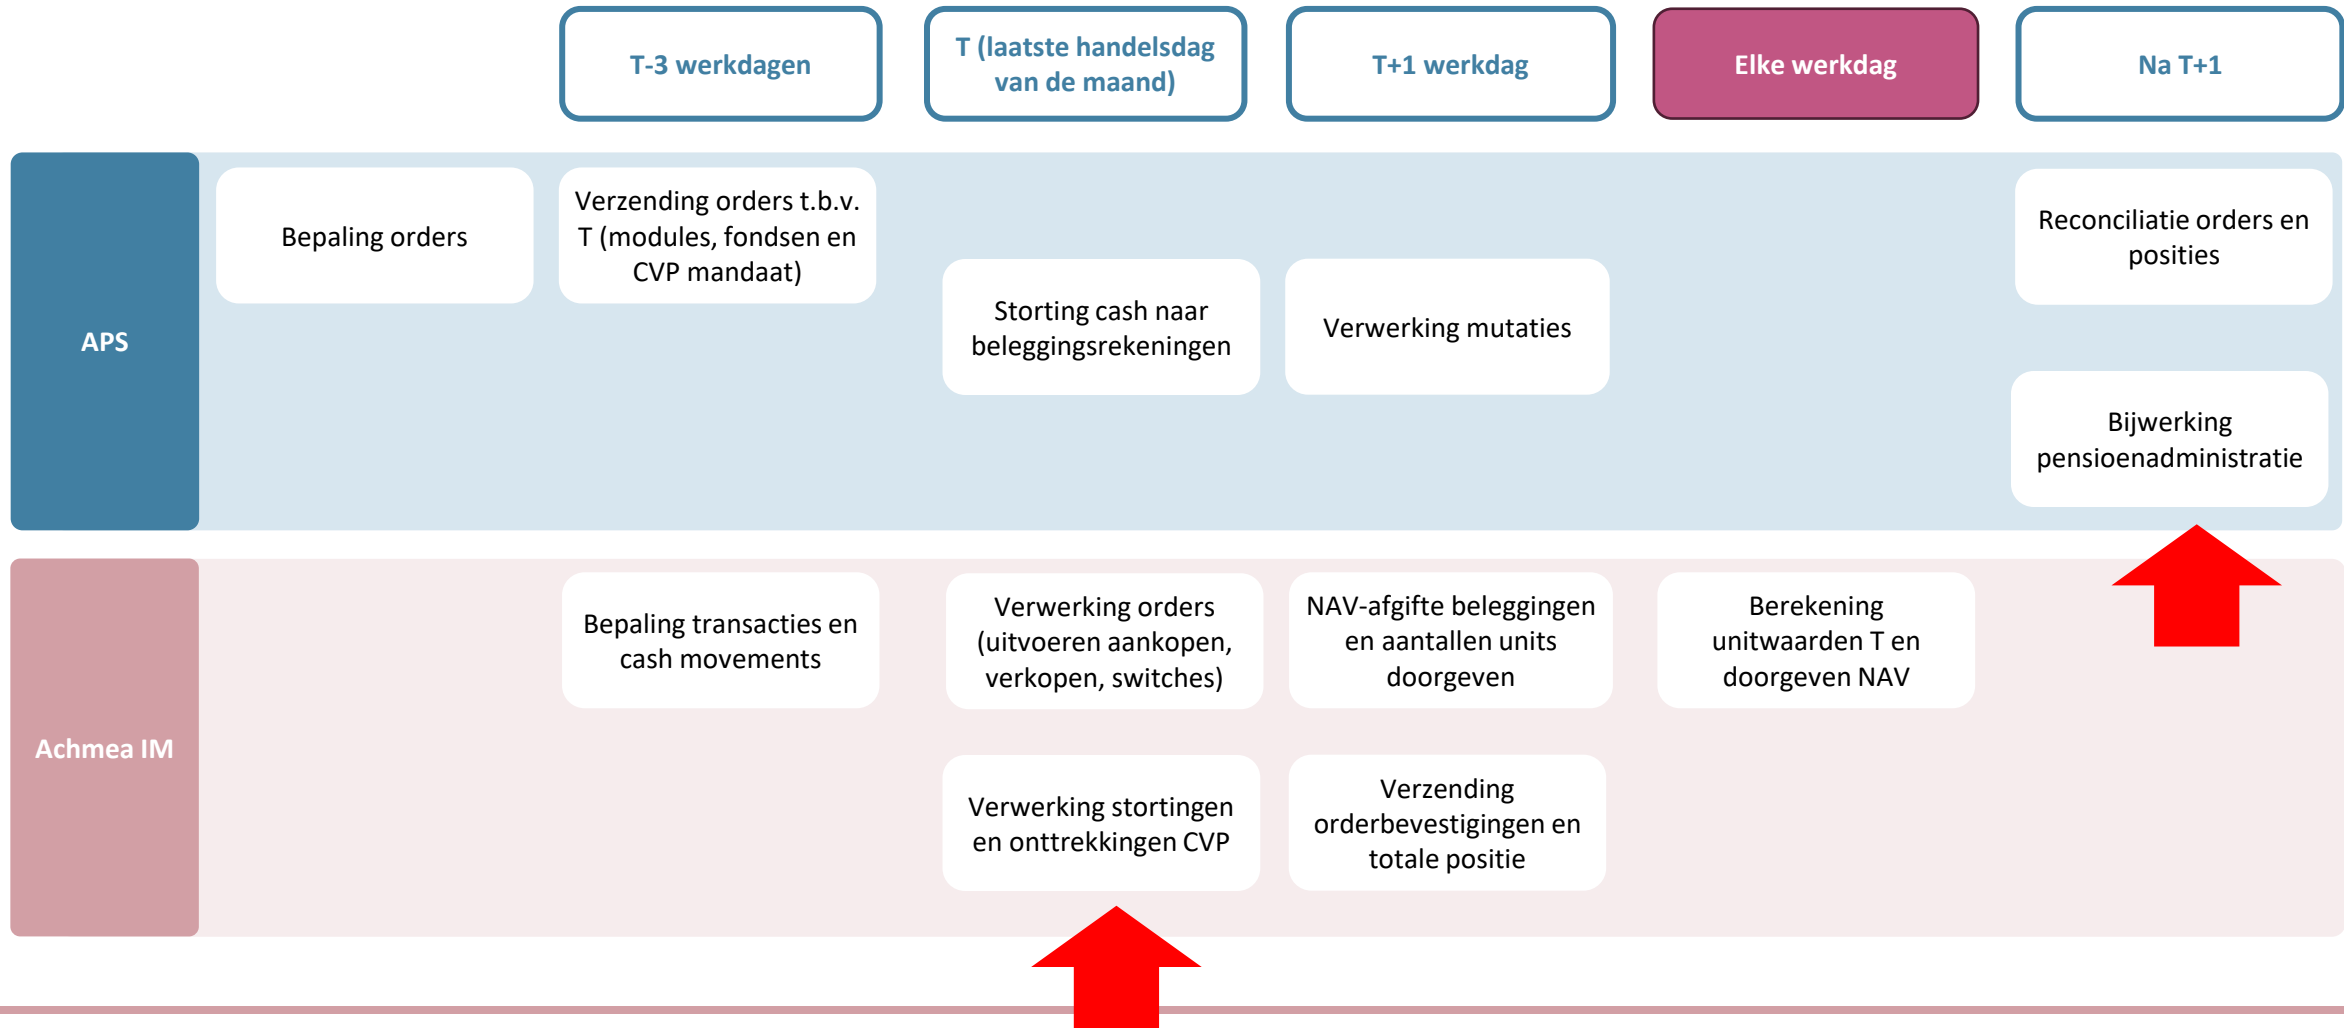 T-3 werkdagen
T (laatste handelsdag
van de maand)
T+1 werkdag
Elke werkdag
Na T+1
APS
Bepaling orders
Verzending orders t.b.v.
T (modules, fondsen en
CVP mandaat)
Storting cash naar
beleggingsrekeningen
Verwerking mutaties
Reconciliatie orders en
posities
Bijwerking
pensioenadministratie
Achmea IM
Bepaling transacties en
cash movements
Verwerking orders
(uitvoeren aankopen,
verkopen, switches)
NAV-afgifte beleggingen
en aantallen units
doorgeven
Berekening
unitwaarden T en
doorgeven NAV
Verwerking stortingen
en onttrekkingen CVP
Verzending
orderbevestigingen en
totale positie